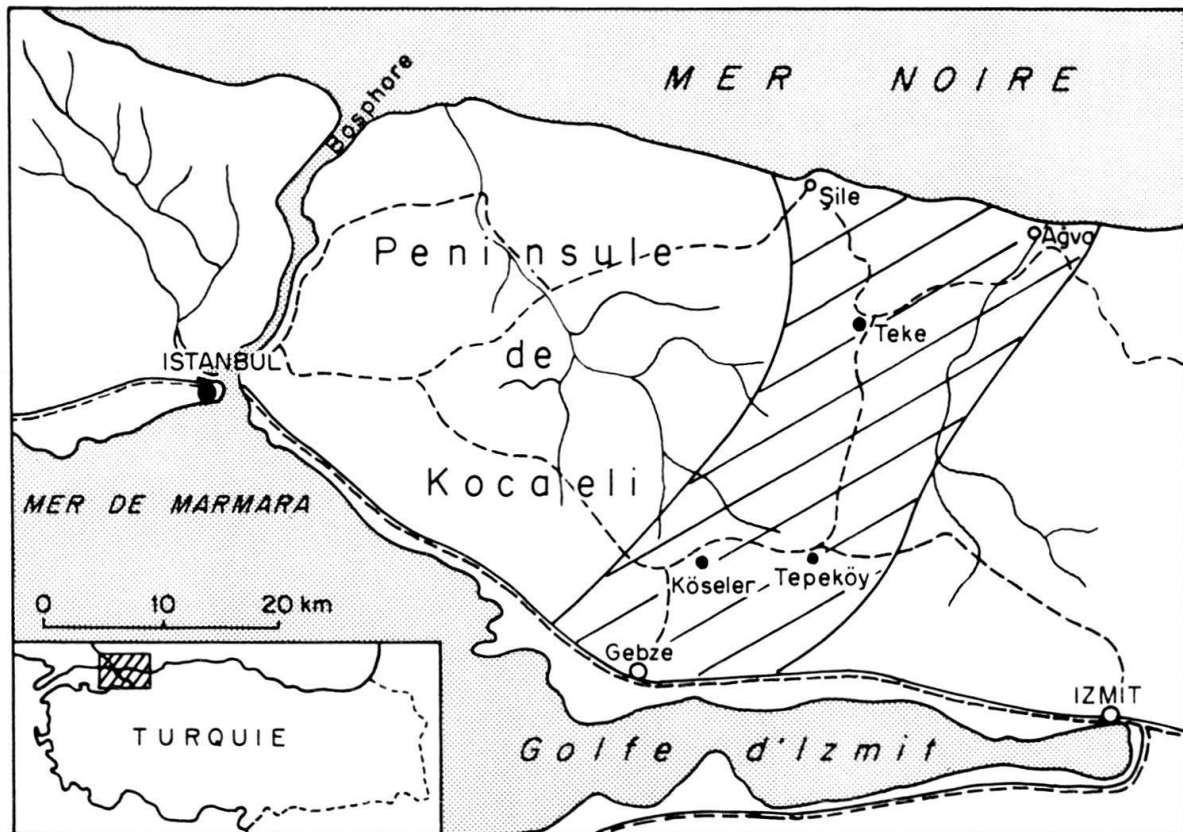 MER NOIRE
Bosphore
Şile
Péninsule
Ağva
Teke
de
ISTANBUL
Kocaeli
MER DE MARMARA
Köseler
Tepeköy
0 10 20 km
Gebze
IZMIT
TURQUIE
Golfe d'Izmit